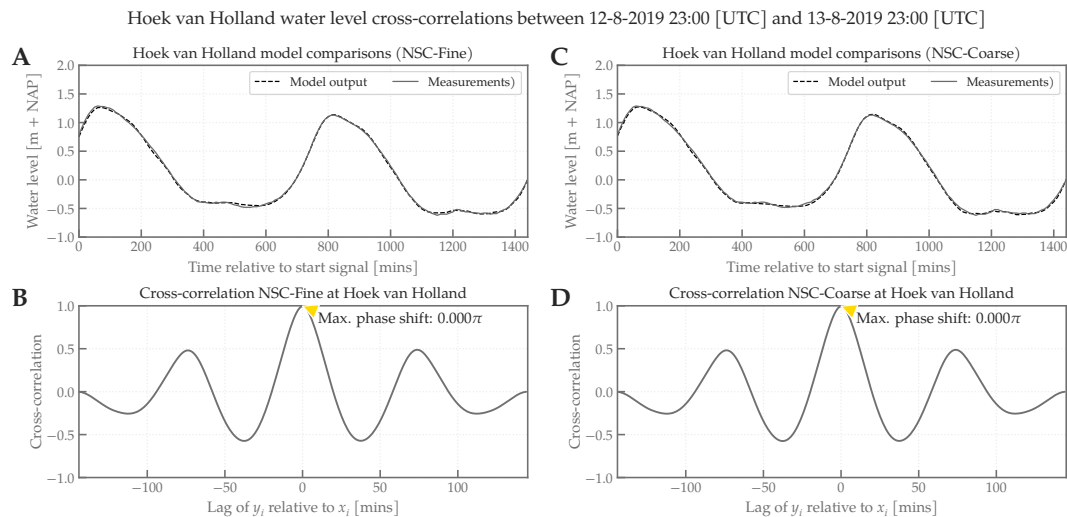 Hoek van Holland water level cross-correlations between 12-8-2019 23:00 [UTC] and 13-8-2019 23:00 [UTC]
A
Hoek van Holland model comparisons (NSC-Fine)
Model output
Measurements)
2.0
1.5
1.0
0.5
0.0
−0.5
−1.0
Water level [m + NAP]
0 200 400 600 800 1000 1200 1400
Time relative to start signal [mins]
B
Cross-correlation NSC-Fine at Hoek van Holland
Max. phase shift: 0.000π
1.0
0.5
0.0
−0.5
−1.0
Cross-correlation
−100 −50 0 50 100
Lag of yᵢ relative to xᵢ [mins]
C
Hoek van Holland model comparisons (NSC-Coarse)
Model output
Measurements)
2.0
1.5
1.0
0.5
0.0
−0.5
−1.0
Water level [m + NAP]
0 200 400 600 800 1000 1200 1400
Time relative to start signal [mins]
D
Cross-correlation NSC-Coarse at Hoek van Holland
Max. phase shift: 0.000π
1.0
0.5
0.0
−0.5
−1.0
Cross-correlation
−100 −50 0 50 100
Lag of yᵢ relative to xᵢ [mins]